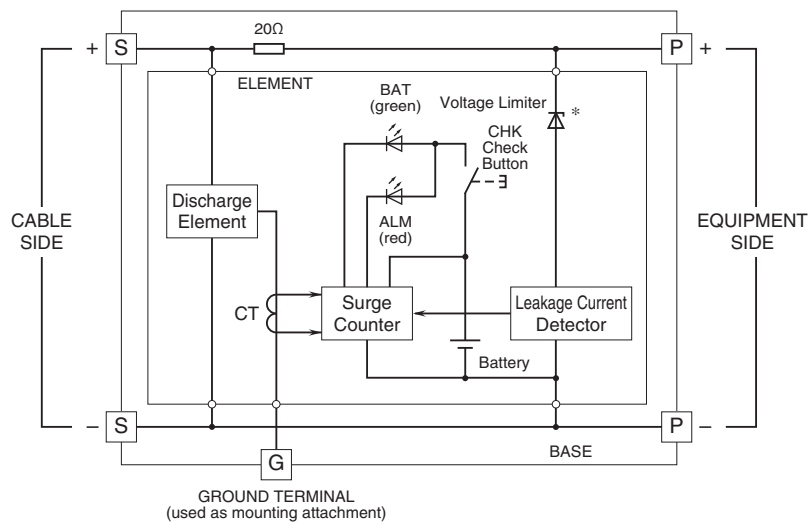 20Ω
+ S
P +
ELEMENT
BAT
(green)
Voltage Limiter *
CHK
Check
Button
Discharge
Element
ALM
(red)
CABLE
SIDE
EQUIPMENT
SIDE
CT
Surge
Counter
Leakage Current
Detector
Battery
– S
P –
BASE
G
GROUND TERMINAL
(used as mounting attachment)